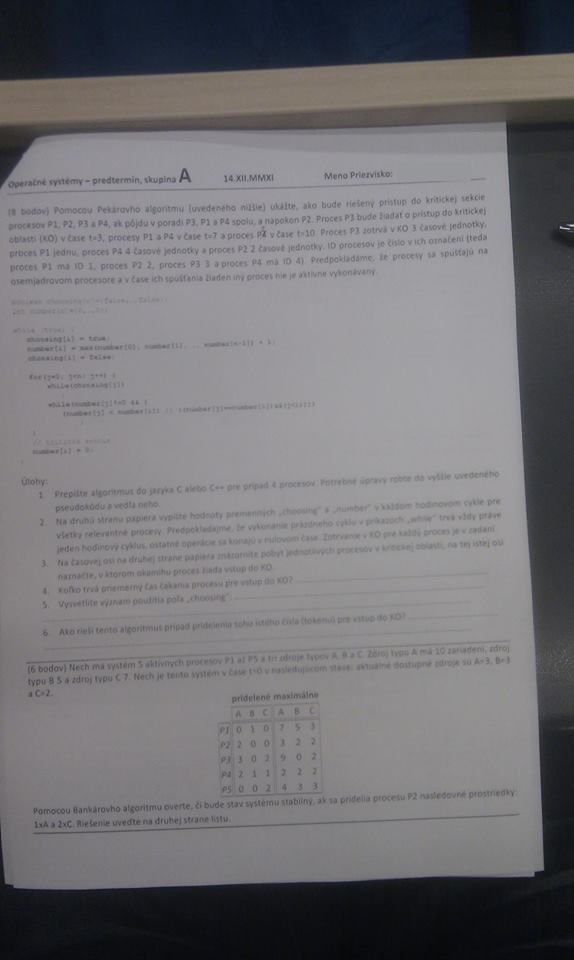 Operačné systémy – predtermín, skupina A 14.XII.MMXI Meno Priezvisko:
(8 bodov) Pomocou Pekárovho algoritmu (uvedeného nižšie) ukážte, ako bude riešený prístup do kritickej sekcie
procesov P1, P2, P3 a P4, ak pôjdu v poradí P3, P1 a P4 spolu, a napokon P2. Proces P3 bude žiadať o prístup do kritickej
oblasti (KO) v čase t=3, procesy P1 a P4 v čase t=7 a proces P2 v čase t=10. Proces P3 zotrvá v KO 3 časové jednotky,
proces P1 jednu, proces P4 4 časové jednotky a proces P2 2 časové jednotky. ID procesov je číslo v ich označení (teda
proces P1 má ID 1, proces P2 2, proces P3 3 a proces P4 má ID 4). Predpokladáme, že procesy sa spúšťajú na
osemjadrovom procesore a v čase ich spúšťania žiaden iný proces nie je aktívne vykonávaný.
boolean choosing[n]={false,..false};
int number[n]={0,..0};
while (true) {
choosing[i] = true;
number[i] = max(number[0], number[1], .. number[n-1]) + 1;
choosing[i] = false;
for(j=0; j<n; j++) {
while(choosing[j])
;
while(number[j]!=0 && (
(number[j] < number[i]) || ((number[j]==number[i])&&(j<i))))
;
}
// kritická sekcia
number[i] = 0;
}
Úlohy:
1. Prepíšte algoritmus do jazyka C alebo C++ pre prípad 4 procesov. Potrebné úpravy robte do vyššie uvedeného
pseudokódu a vedľa neho.
2. Na druhú stranu papiera vypíšte hodnoty premenných „choosing" a „number" v každom hodinovom cykle pre
všetky relevantné procesy. Predpokladajme, že vykonanie prázdneho cyklu v príkazoch „while" trvá vždy práve
jeden hodinový cyklus, ostatné operácie sa konajú v nulovom čase. Zotrvanie v KO pre každý proces je v zadaní.
3. Na časovej osi na druhej strane papiera znázornite pobyt jednotlivých procesov v kritickej oblasti, na tej istej osi
naznačte, v ktorom okamihu proces žiada vstup do KO.
4. Koľko trvá priemerný čas čakania procesu pre vstup do KO?
5. Vysvetlite význam použitia poľa „choosing":
6. Ako rieši tento algoritmus prípad pridelenia toho istého čísla (tokenu) pre vstup do KO?
(6 bodov) Nech má systém 5 aktívnych procesov P1 až P5 a tri zdroje typov A, B a C. Zdroj typu A má 10 zariadení, zdroj
typu B 5 a zdroj typu C 7. Nech je tento systém v čase t=0 v nasledujúcom stave: aktuálne dostupné zdroje sú A=3, B=3
a C=2.
pridelené maximálne
A B C A B C
P1 0 1 0 7 5 3
P2 2 0 0 3 2 2
P3 3 0 2 9 0 2
P4 2 1 1 2 2 2
P5 0 0 2 4 3 3
Pomocou Bankárovho algoritmu overte, či bude stav systému stabilný, ak sa pridelia procesu P2 nasledovné prostriedky:
1xA a 2xC. Riešenie uveďte na druhej strane listu.